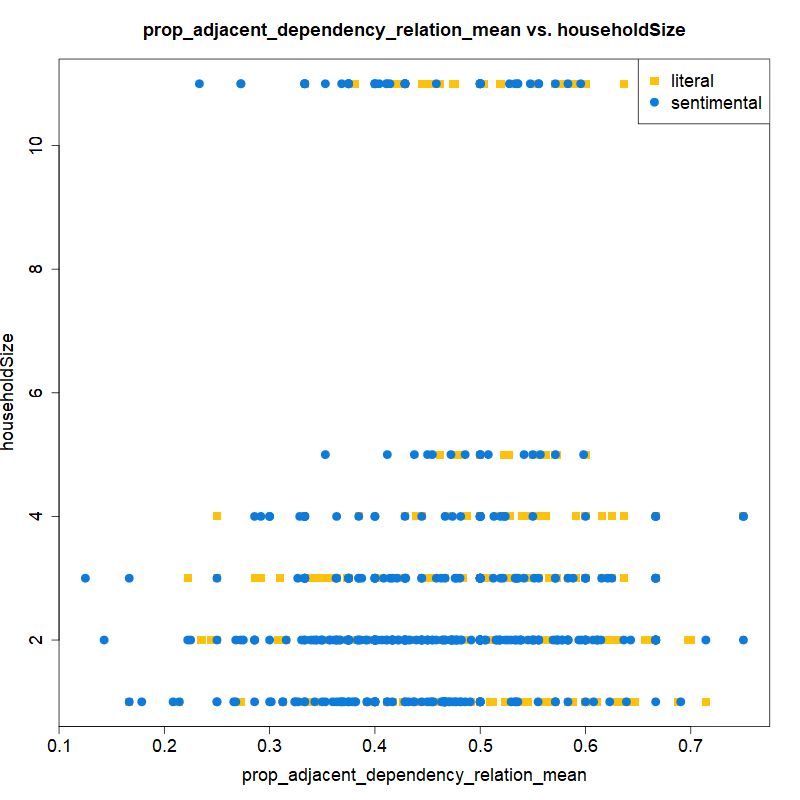 prop_adjacent_dependency_relation_mean vs. householdSize
literal
sentimental
householdSize
10
8
6
4
2
0.1 0.2 0.3 0.4 0.5 0.6 0.7
prop_adjacent_dependency_relation_mean